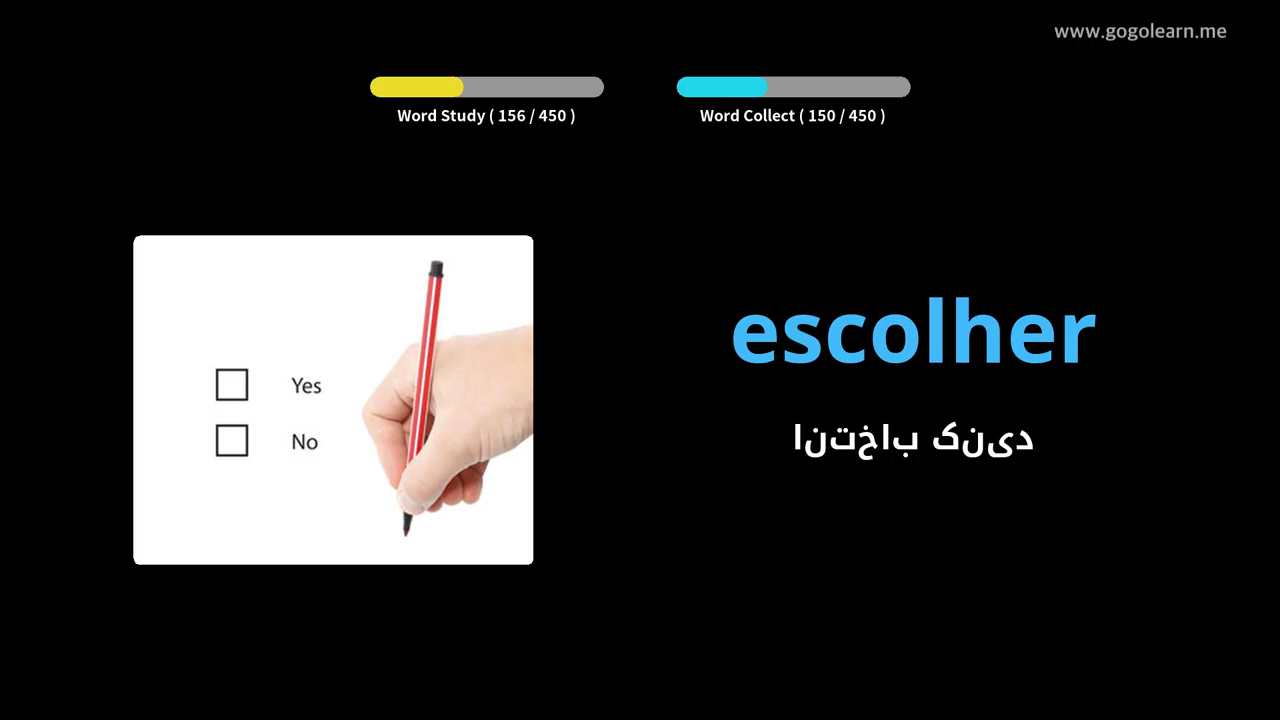 www.gogolearn.me
Word Study ( 156 / 450 )
Word Collect ( 150 / 450 )
Yes
No
escolher
انتخاب کنید